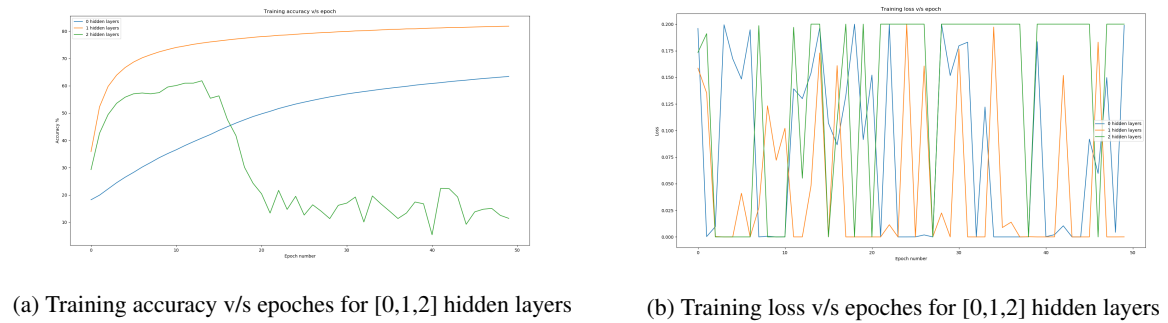 Training accuracy v/s epoch
0 hidden layers
1 hidden layers
2 hidden layers
80
70
60
50
40
30
20
10
Accuracy %
0
10
20
30
40
50
Epoch number
(a) Training accuracy v/s epoches for [0,1,2] hidden layers
Training loss v/s epoch
0.200
0.175
0.150
0.125
0.100
0.075
0.050
0.025
0.000
Loss
0 hidden layers
1 hidden layers
2 hidden layers
0
10
20
30
40
50
Epoch number
(b) Training loss v/s epoches for [0,1,2] hidden layers